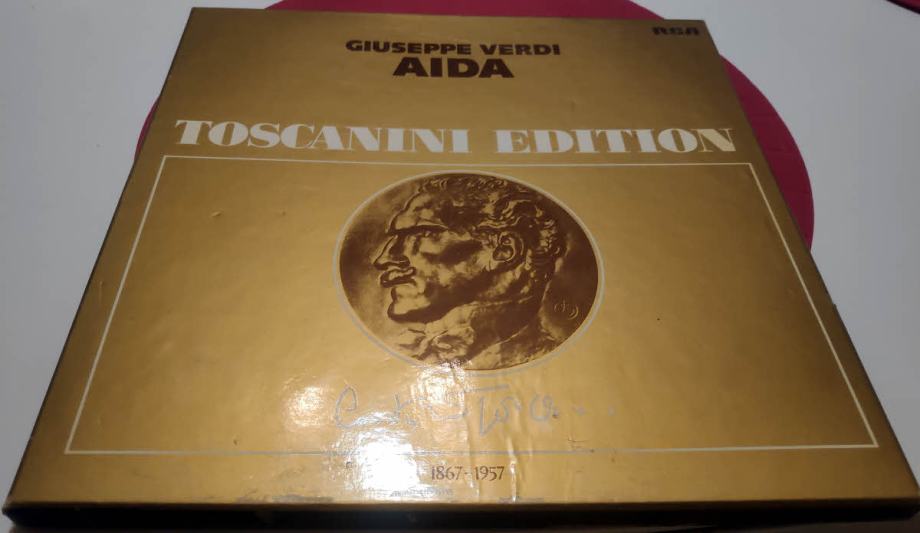 RCA
GIUSEPPE VERDI
AIDA
TOSCANINI EDITION
1867-1957